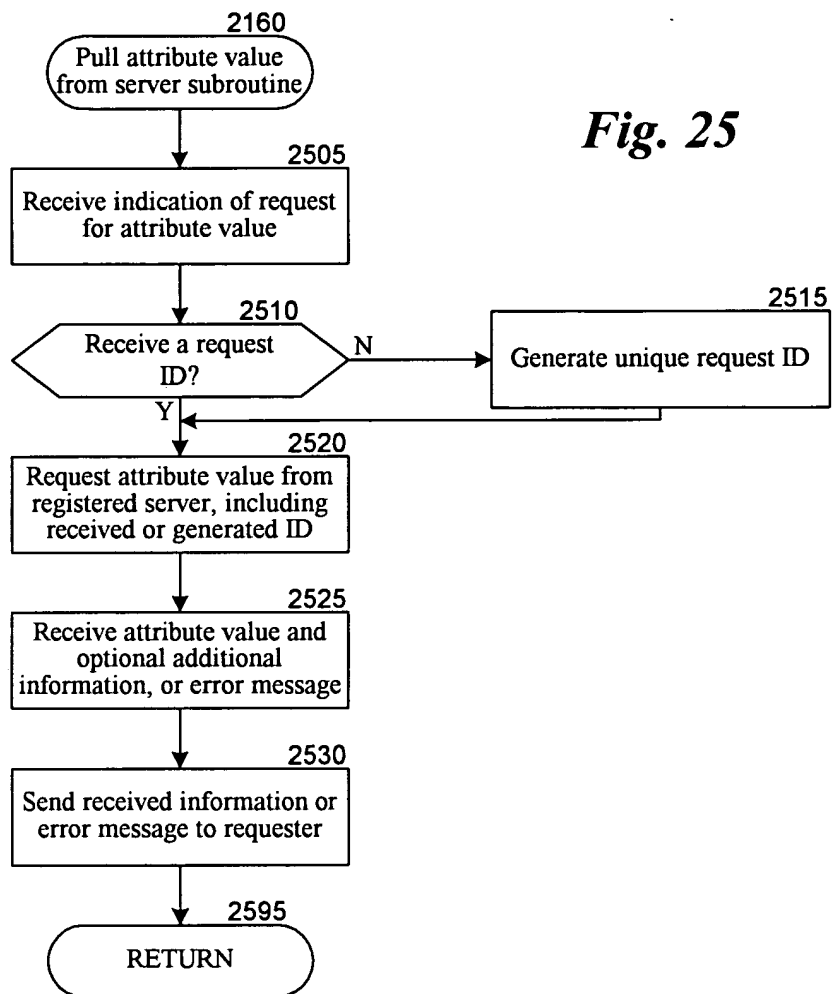 2160
Pull attribute value
from server subroutine
Fig. 25
2505
Receive indication of request
for attribute value
2510
Receive a request
ID?
N
2515
Generate unique request ID
Y
2520
Request attribute value from
registered server, including
received or generated ID
2525
Receive attribute value and
optional additional
information, or error message
2530
Send received information or
error message to requester
2595
RETURN